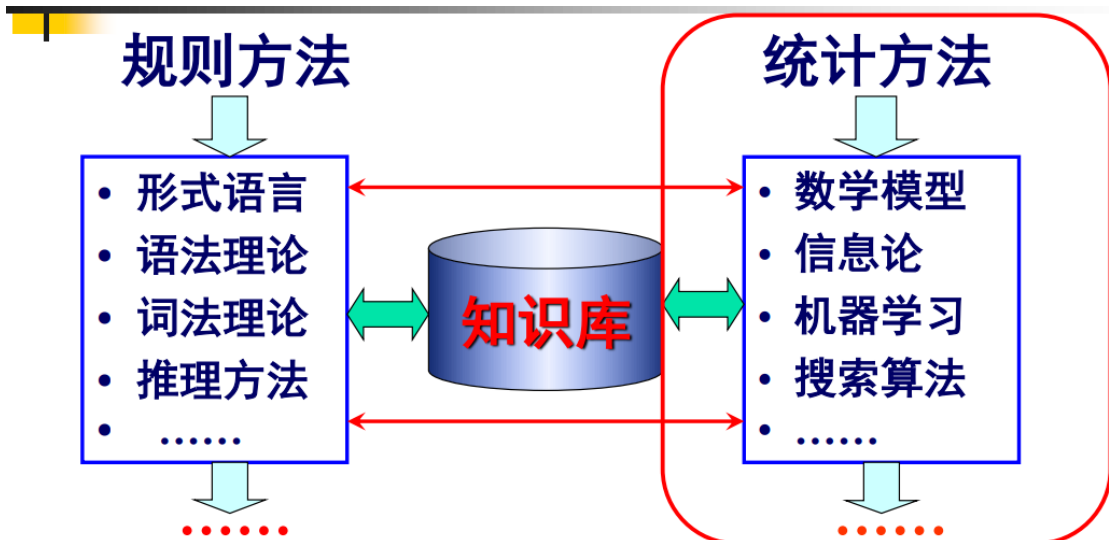 规则方法
• 形式语言
• 语法理论
• 词法理论
• 推理方法
• ……
……
知识库
统计方法
• 数学模型
• 信息论
• 机器学习
• 搜索算法
• ……
……